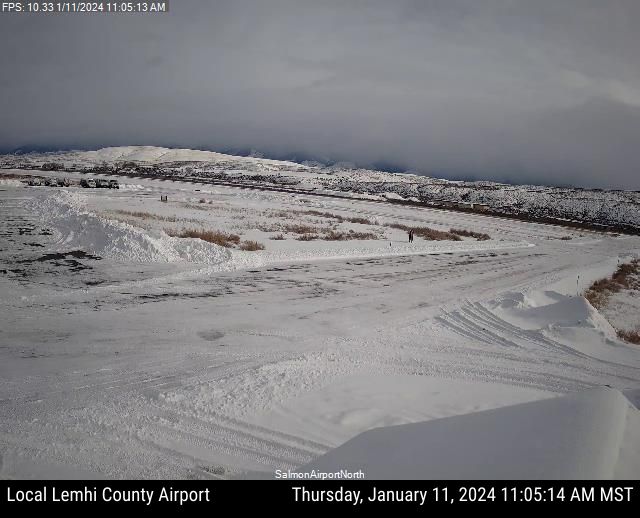 FPS: 10.33 1/11/2024 11:05:13 AM
SalmonAirportNorth
Local Lemhi County Airport Thursday, January 11, 2024 11:05:14 AM MST